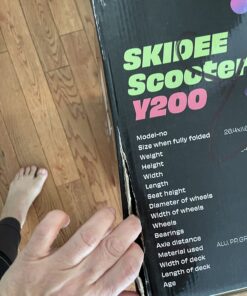 SKIDEE
Scooter
Y200
Model-no
Size when fully folded
Weight
Height
Width
Length
Seat height
Diameter of wheels
Width of wheels
Wheels
Bearings
Axle distance
Material used
Width of deck
Length of deck
Age